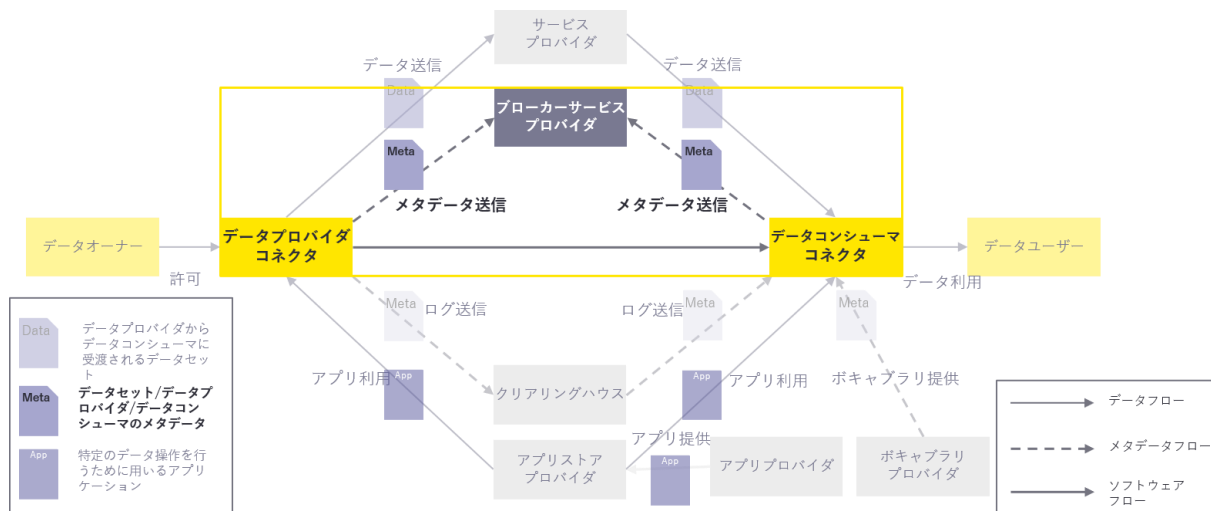 サービス
プロバイダ
データ送信
データ送信
Data
Data
ブローカーサービス
プロバイダ
Meta
Meta
メタデータ送信
メタデータ送信
データオーナー
データプロバイダ
コネクタ
データコンシューマ
コネクタ
データユーザー
許可
データ利用
Meta
ログ送信
ログ送信
Meta
Meta
Data
データプロバイダから
データコンシューマに
受渡されるデータセッ
ト
Meta
データセット/データプ
ロバイダ/データコン
シューマのメタデータ
App
特定のデータ操作を行
うために用いるアプリ
ケーション
アプリ利用
App
クリアリングハウス
App
アプリ利用
ボキャブラリ提供
アプリストア
プロバイダ
アプリ提供
App
アプリプロバイダ
ボキャブラリ
プロバイダ
データフロー
メタデータフロー
ソフトウェア
フロー